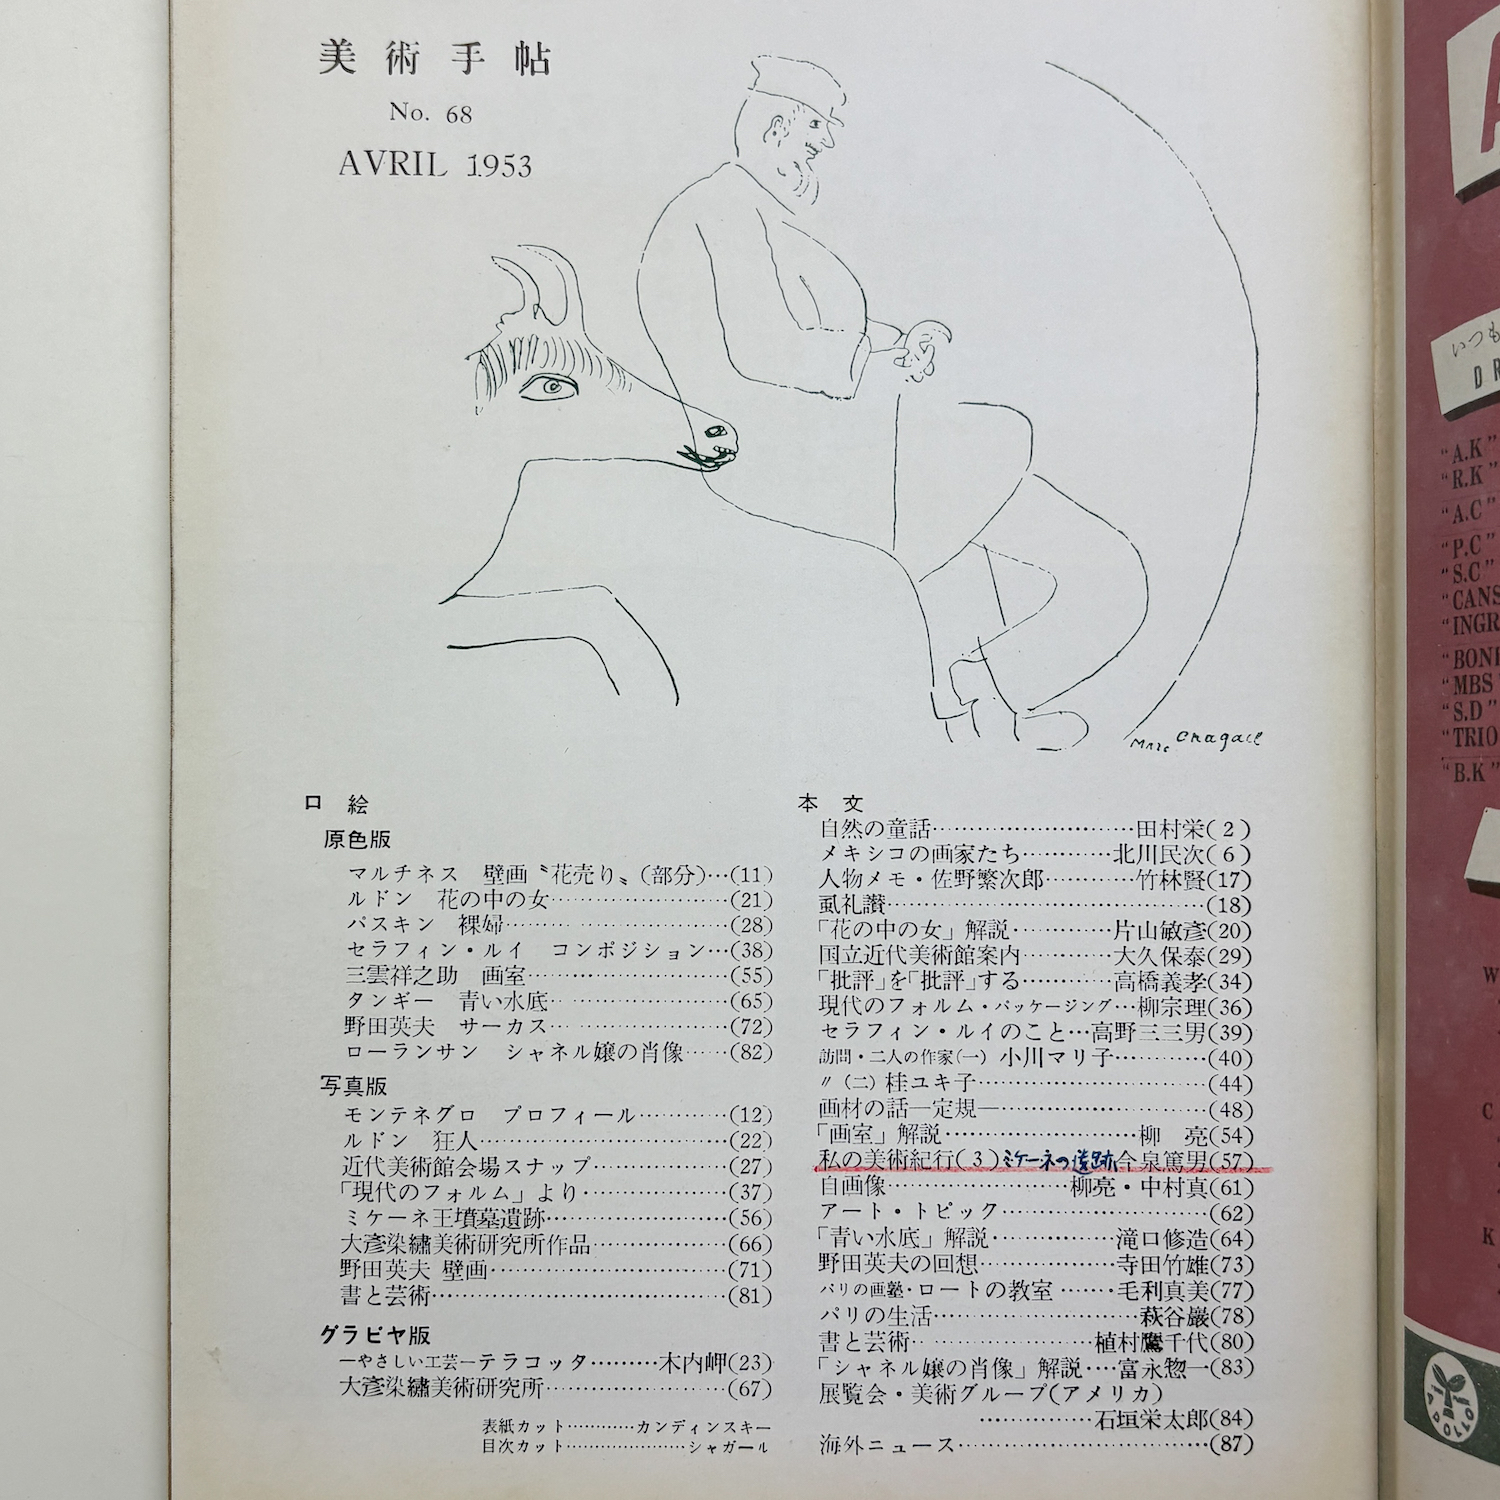 美術手帖
No. 68
AVRIL 1953
Marc Chagall
口絵
原色版
マルチネス 壁画〝花売り〟(部分)…(11)
ルドン 花の中の女……………………(21)
パスキン 裸婦…………………………(28)
セラフィン・ルイ コンポジション…(38)
三雲祥之助 画室………………………(55)
タンギー 青い水底……………………(65)
野田英夫 サーカス……………………(72)
ローランサン シャネル嬢の肖像……(82)
写真版
モンテネグロ プロフィール…………(12)
ルドン 狂人……………………………(22)
近代美術館会場スナップ………………(27)
「現代のフォルム」より………………(37)
ミケーネ王墳墓遺跡……………………(56)
大彥染繡美術研究所作品………………(66)
野田英夫 壁画…………………………(71)
書と芸術…………………………………(81)
グラビヤ版
―やさしい工芸―テラコッタ………木内岬(23)
大彥染繡美術研究所……………………(67)
表紙カット…………カンディンスキー
目次カット…………………シャガール
本文
自然の童話………………………田村栄(2)
メキシコの画家たち…………北川民次(6)
人物メモ・佐野繁次郎…………竹林賢(17)
虱礼讃……………………………………(18)
「花の中の女」解説…………片山敏彥(20)
国立近代美術館案内…………大久保泰(29)
「批評」を「批評」する…………高橋義孝(34)
現代のフォルム・パッケージング…柳宗理(36)
セラフィン・ルイのこと…高野三三男(39)
訪問・二人の作家(一) 小川マリ子…………(40)
〃 (二) 桂ユキ子…………………………(44)
画材の話―定規―………………………(48)
「画室」解説………………………柳 亮(54)
私の美術紀行(3)ミケーネの遺跡今泉篤男(57)
自画像……………………柳亮・中村真(61)
アート・トピック………………………(62)
「青い水底」解説……………滝口修造(64)
野田英夫の回想………………寺田竹雄(73)
パリの画塾・ロートの教室……毛利真美(77)
パリの生活………………………萩谷巖(78)
書と芸術……………………植村鷹千代(80)
「シャネル嬢の肖像」解説……富永惣一(83)
展覧会・美術グループ(アメリカ)
……………石垣栄太郎(84)
海外ニュース……………………………(87)
いつも
"A.K"
"R.K"
"A.C"
"P.C"
"S.C"
"B.K"